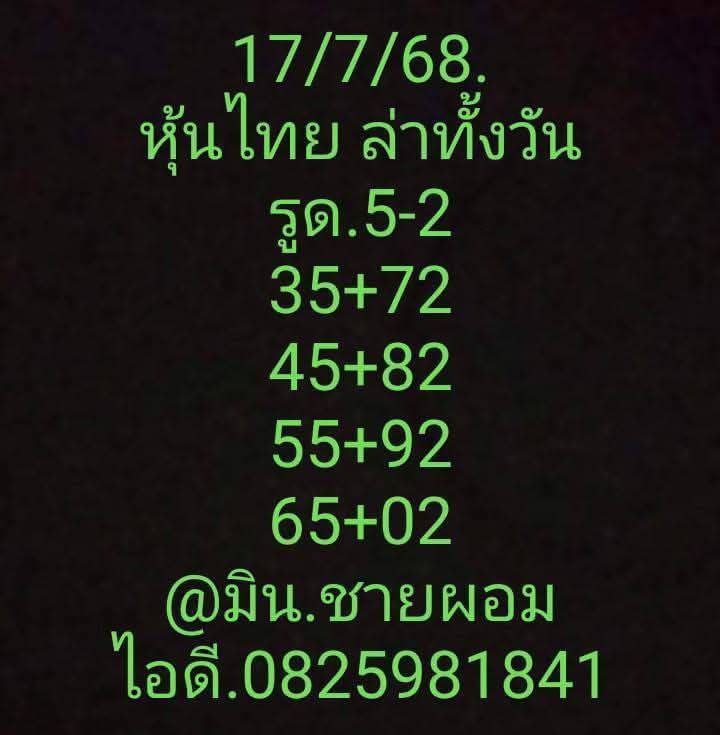 17/7/68.
หุ้นไทย ล่าทั้งวัน
รูด.5-2
35+72
45+82
55+92
65+02
@มิน.ชายผอม
ไอดี.0825981841